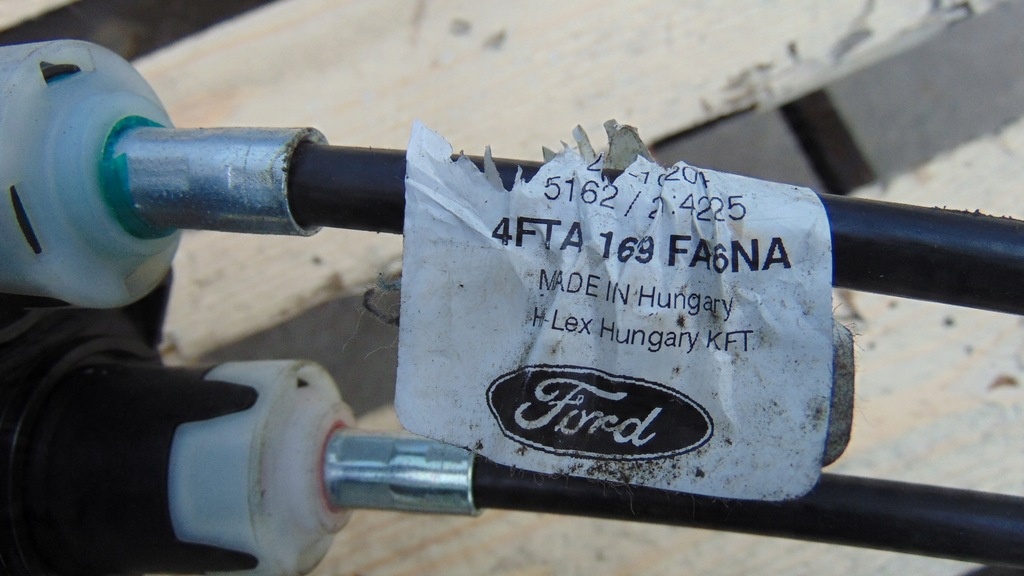 5162 / 2 4225
4FTA 169 FA6NA
MADE IN Hungary
H-Lex Hungary KFT.
Ford